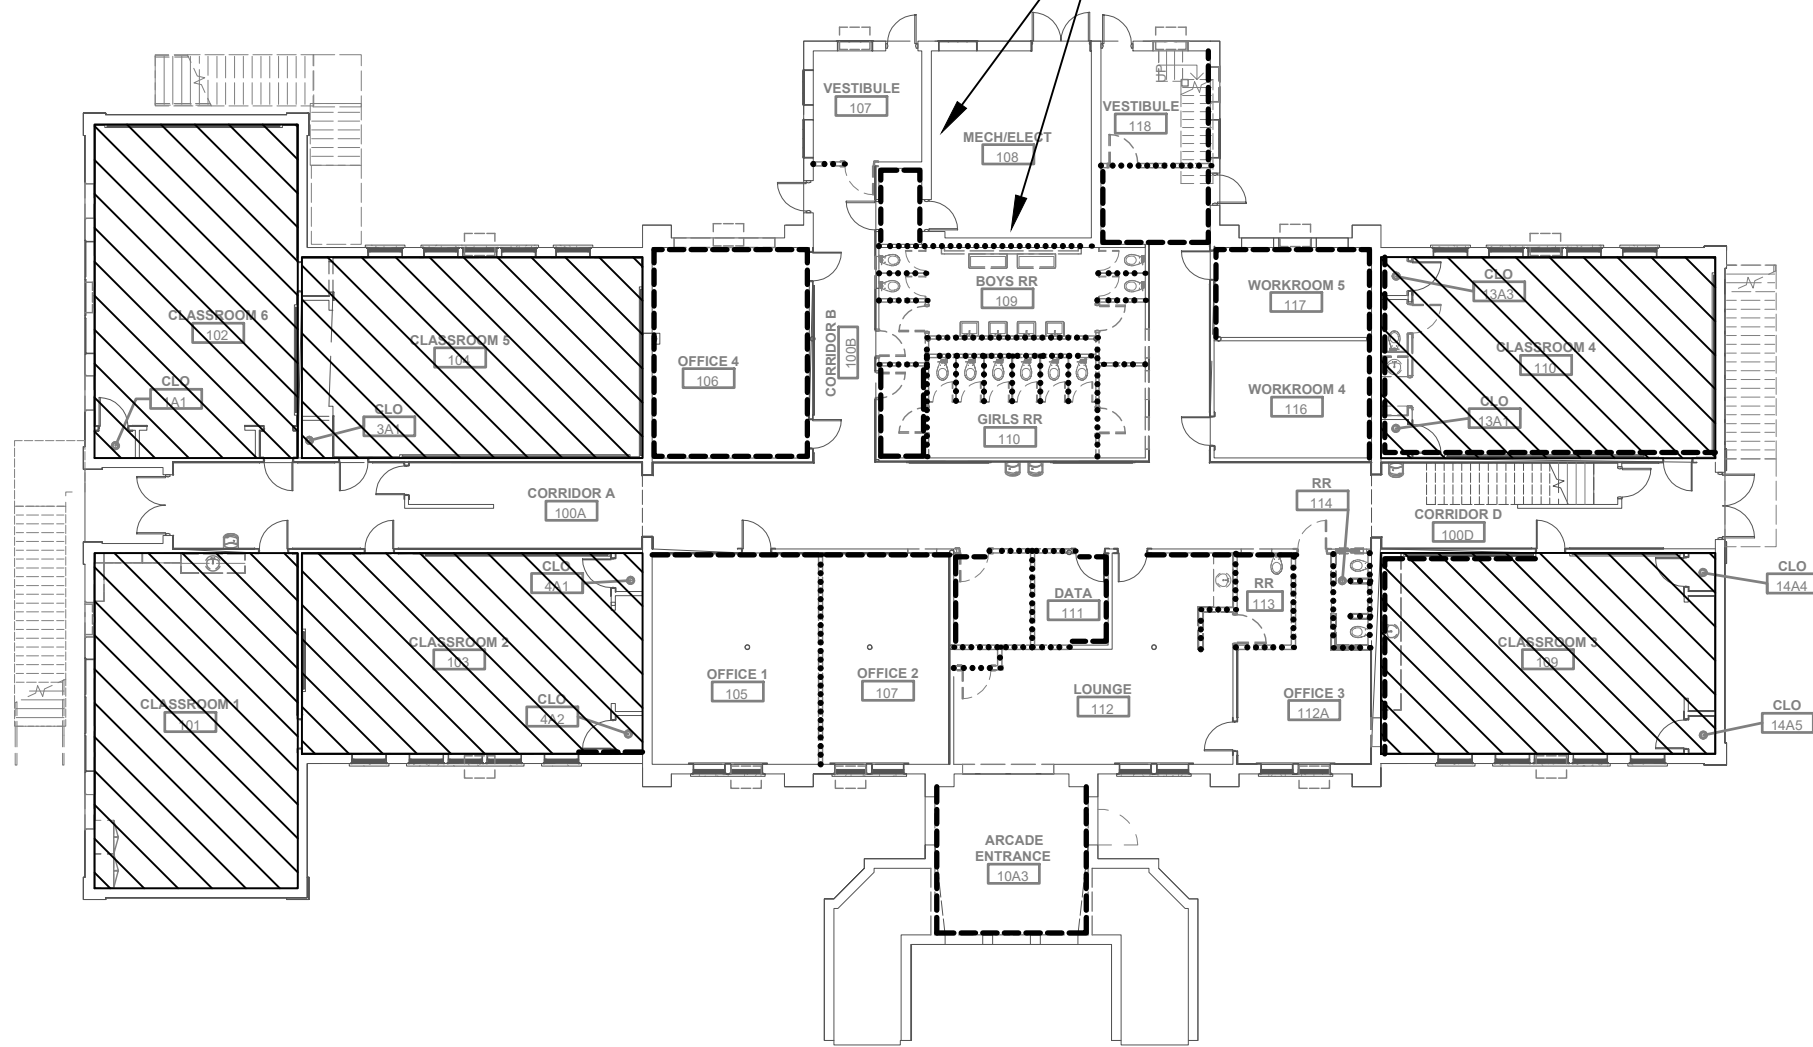 VESTIBULE
107
MECH/ELECT
108
VESTIBULE
118
CLASSROOM 6
102
CLO
1A1
CLASSROOM 5
104
CLO
3A1
OFFICE 4
106
CORRIDOR B
100B
BOYS RR
109
GIRLS RR
110
WORKROOM 5
117
WORKROOM 4
116
CLO
13A3
CLASSROOM 4
110
CLO
13A1
CORRIDOR A
100A
RR
114
CORRIDOR D
100D
CLASSROOM 1
101
CLO
4A1
CLASSROOM 2
103
CLO
4A2
OFFICE 1
105
OFFICE 2
107
DATA
111
RR
113
LOUNGE
112
OFFICE 3
112A
CLASSROOM 3
109
CLO
14A4
CLO
14A5
ARCADE
ENTRANCE
10A3